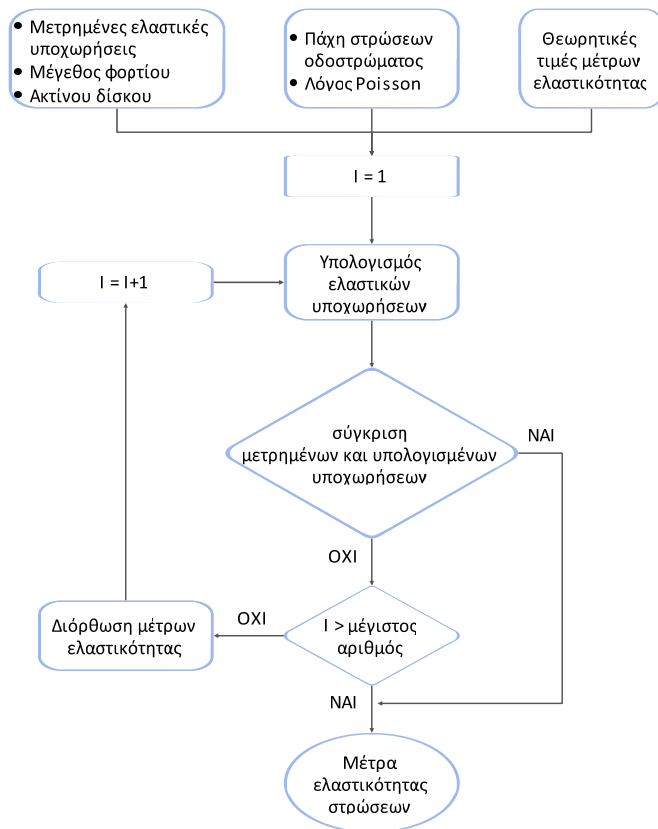 • Μετρημένες ελαστικές
υποχωρήσεις
• Μέγεθος φορτίου
• Ακτίνου δίσκου
• Πάχη στρώσεων
οδοστρώματος
• Λόγος Poisson
Θεωρητικές
τιμές μέτρων
ελαστικότητας
I = 1
I = I+1
Υπολογισμός
ελαστικών
υποχωρήσεων
σύγκριση
μετρημένων και υπολογισμένων
υποχωρήσεων
ΝΑΙ
ΟΧΙ
Διόρθωση μέτρων
ελαστικότητας
ΟΧΙ
I > μέγιστος
αριθμός
ΝΑΙ
Μέτρα
ελαστικότητας
στρώσεων